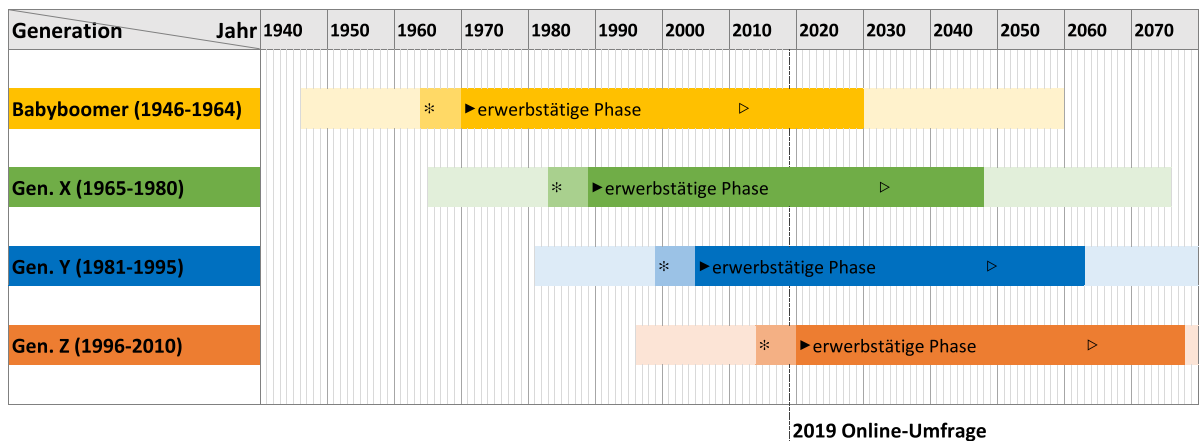 Generation Jahr 1940 1950 1960 1970 1980 1990 2000 2010 2020 2030 2040 2050 2060 2070
Babyboomer (1946-1964) * ▶erwerbstätige Phase ▷
Gen. X (1965-1980) * ▶erwerbstätige Phase ▷
Gen. Y (1981-1995) * ▶erwerbstätige Phase ▷
Gen. Z (1996-2010) * ▶erwerbstätige Phase ▷
2019 Online-Umfrage